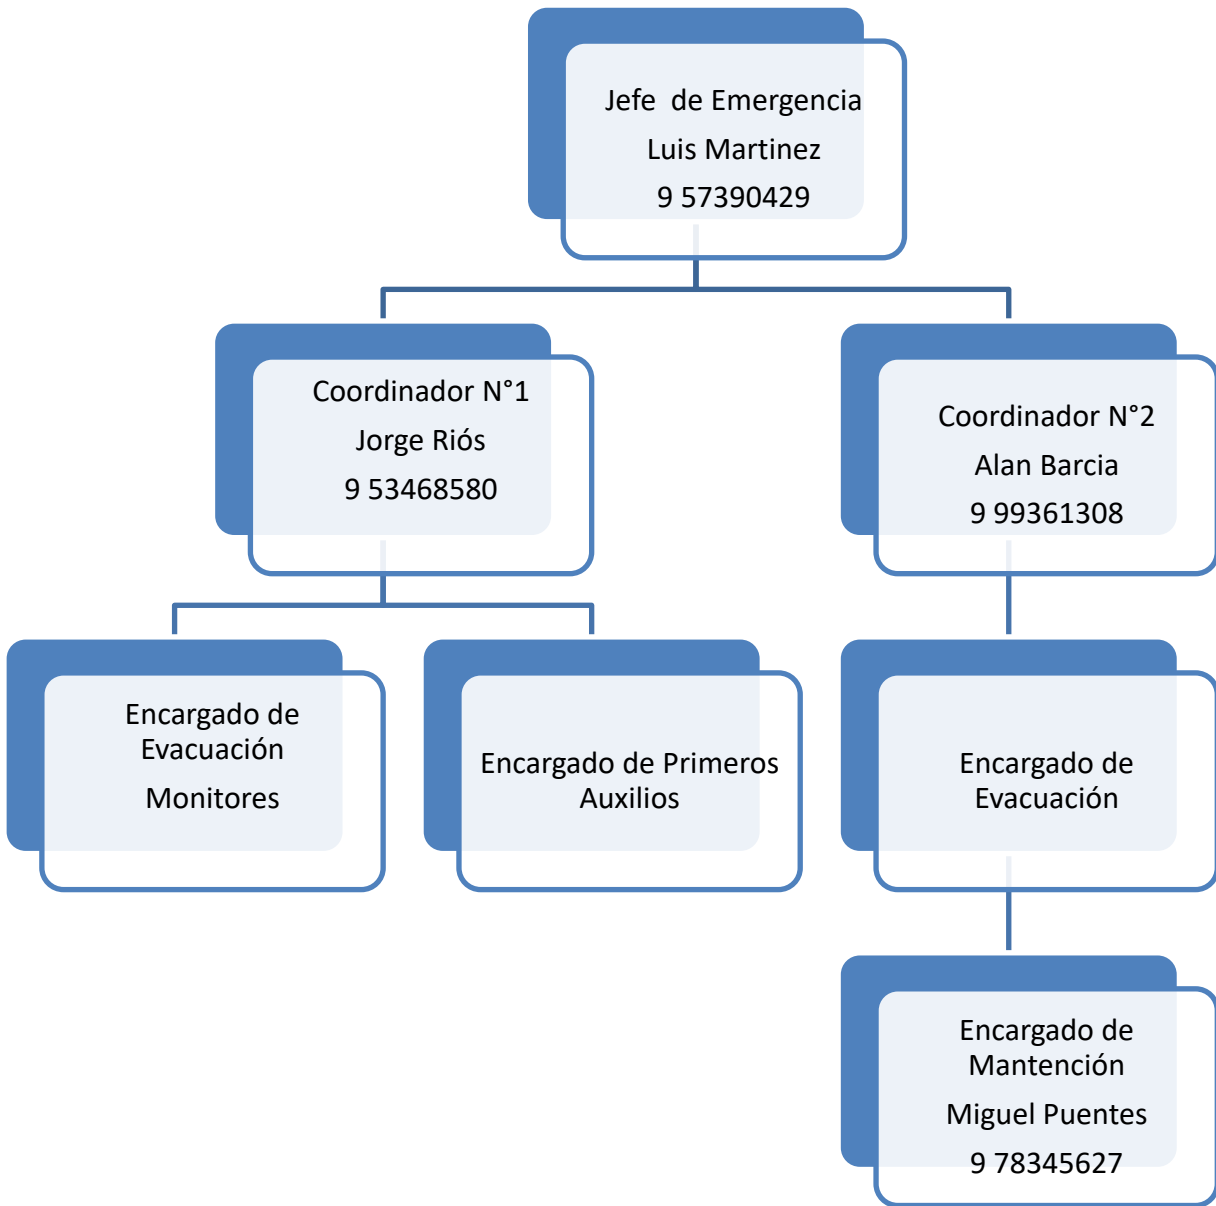 Jefe  de Emergencia
Luis Martinez
9 57390429
Coordinador N°1
Jorge Riós
9 53468580
Coordinador N°2
Alan Barcia
9 99361308
Encargado de
Evacuación
Monitores
Encargado de Primeros
Auxilios
Encargado de
Evacuación
Encargado de
Mantención
Miguel Puentes
9 78345627